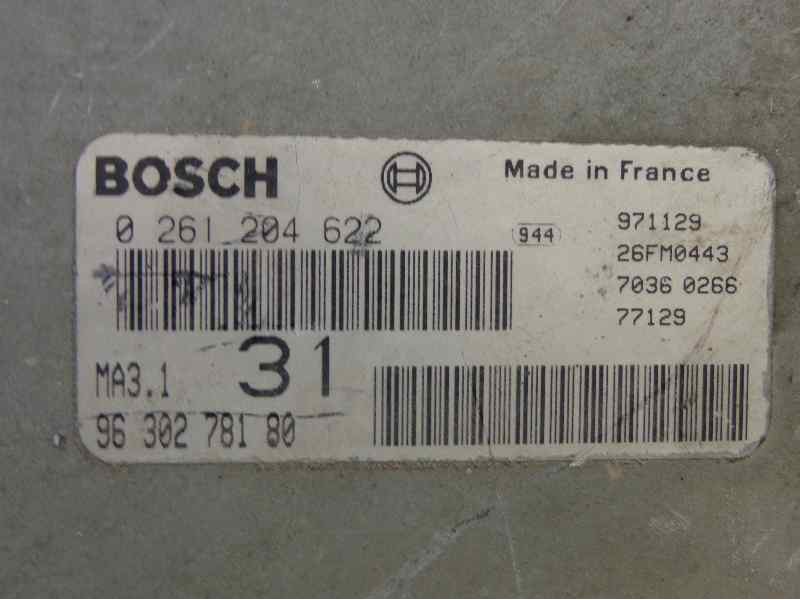 BOSCH
Made in France
0 261 204 622
944
971129
26FM0443
7036 0266
77129
MA3.1
31
96 302 781 80